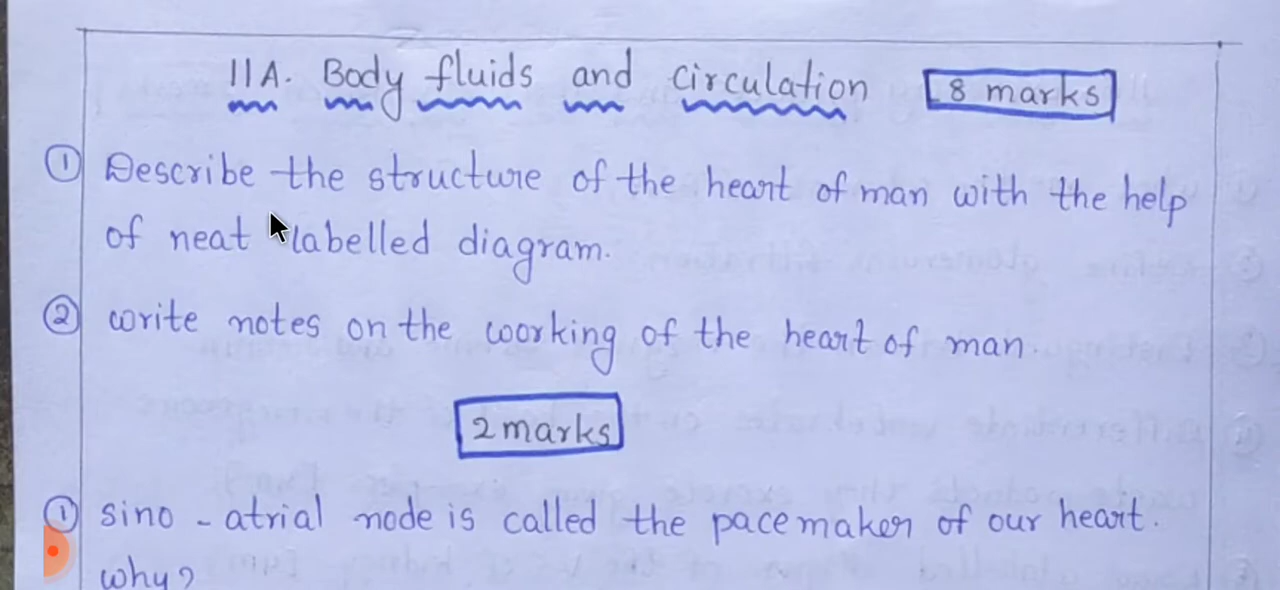 11A. Body fluids and circulation 8 marks
① Describe the structure of the heart of man with the help
of neat labelled diagram.
② write notes on the working of the heart of man.
2 marks
① sino - atrial node is called the pacemaker of our heart.
why?